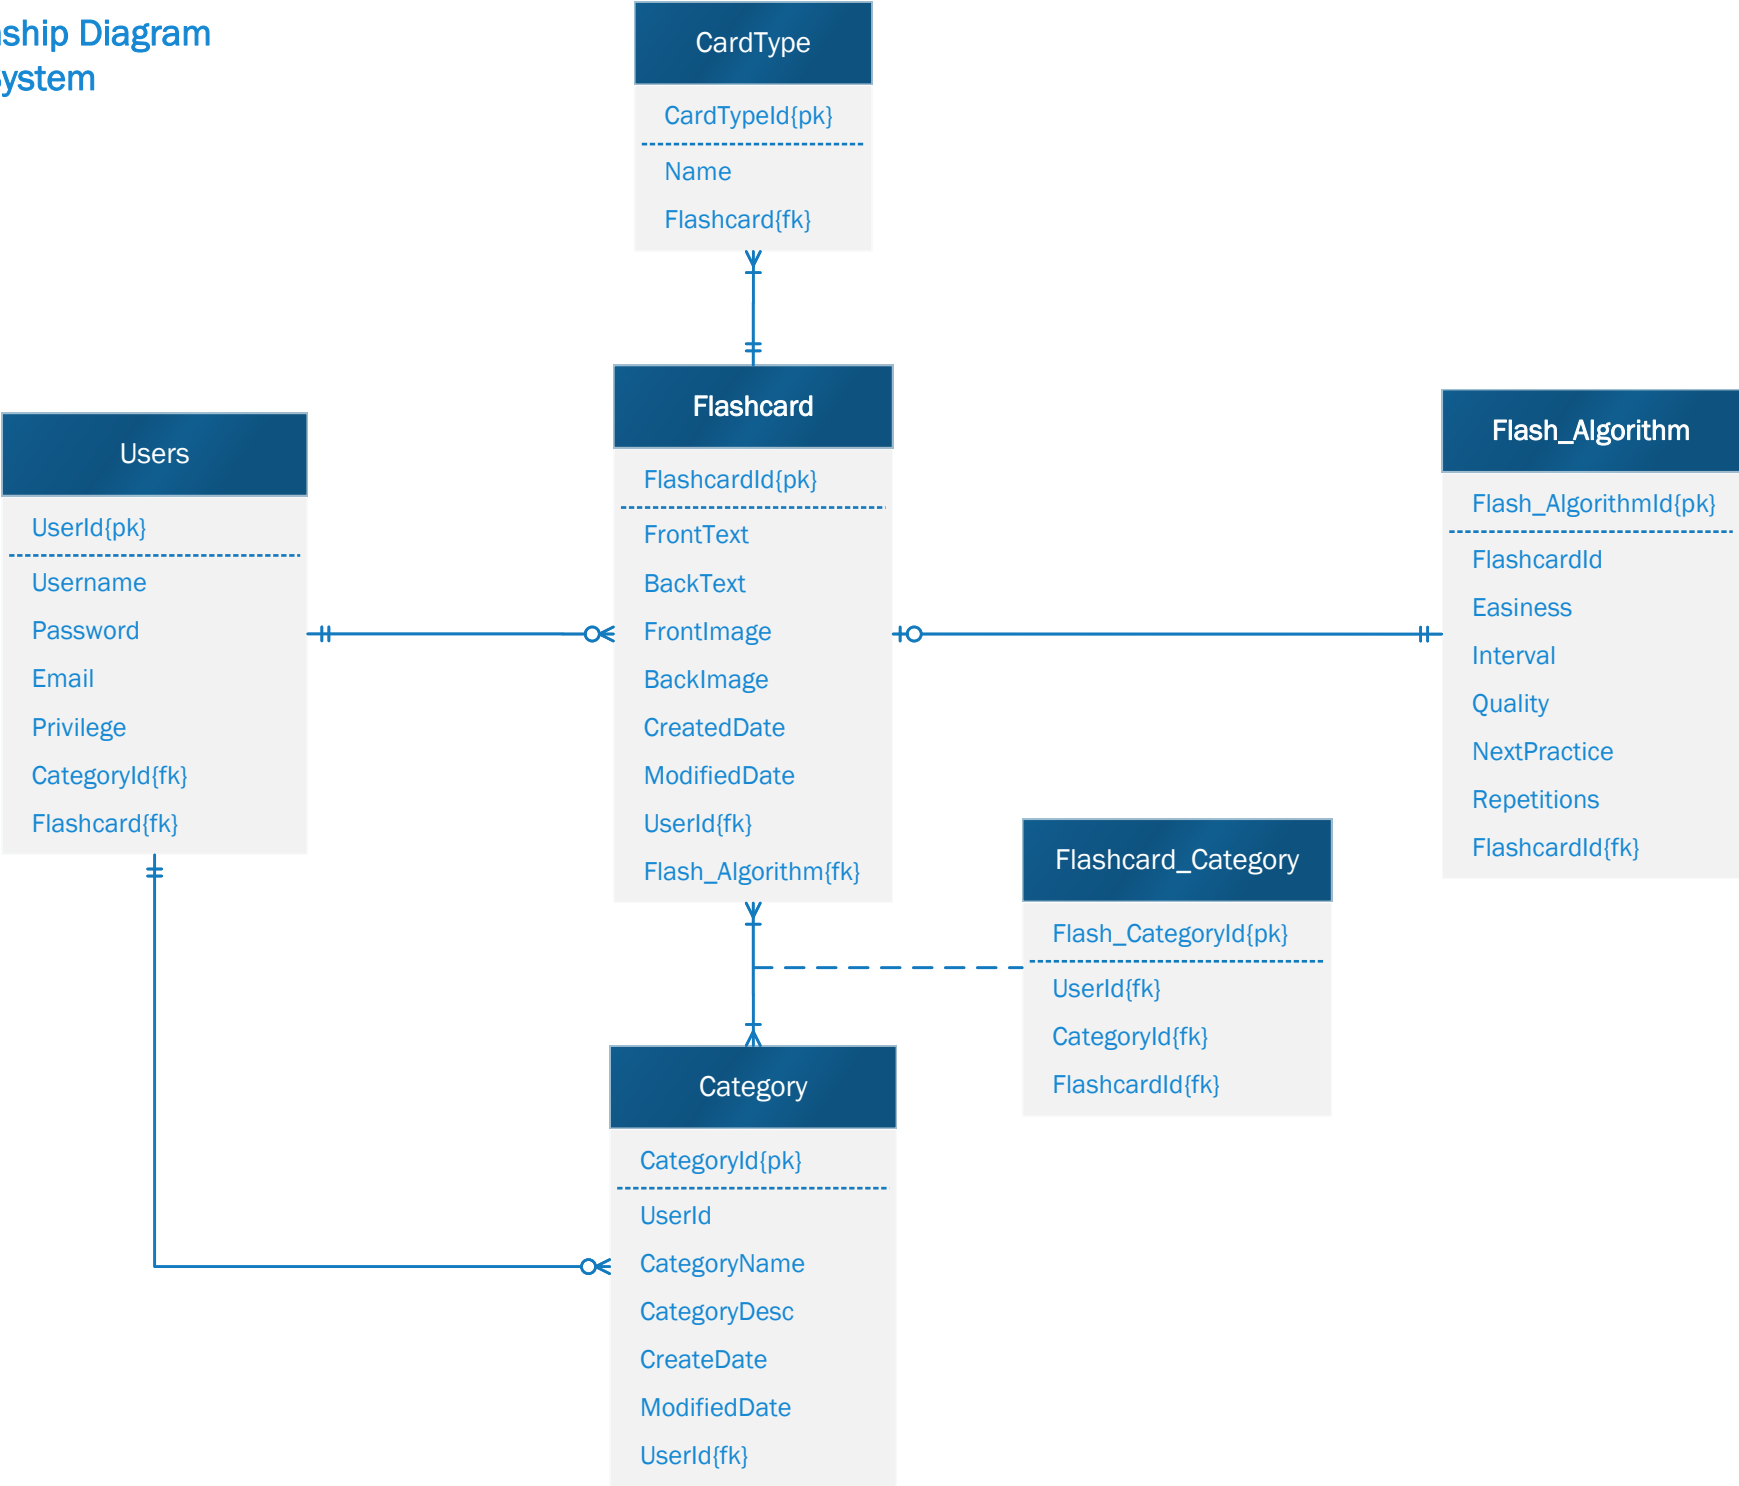 ship Diagram
ystem
CardType
CardTypeId{pk}
Name
Flashcard{fk}
Users
UserId{pk}
Username
Password
Email
Privilege
CategoryId{fk}
Flashcard{fk}
Flashcard
FlashcardId{pk}
FrontText
BackText
FrontImage
BackImage
CreatedDate
ModifiedDate
UserId{fk}
Flash_Algorithm{fk}
Flash_Algorithm
Flash_AlgorithmId{pk}
FlashcardId
Easiness
Interval
Quality
NextPractice
Repetitions
FlashcardId{fk}
Flashcard_Category
Flash_CategoryId{pk}
UserId{fk}
CategoryId{fk}
FlashcardId{fk}
Category
CategoryId{pk}
UserId
CategoryName
CategoryDesc
CreateDate
ModifiedDate
UserId{fk}